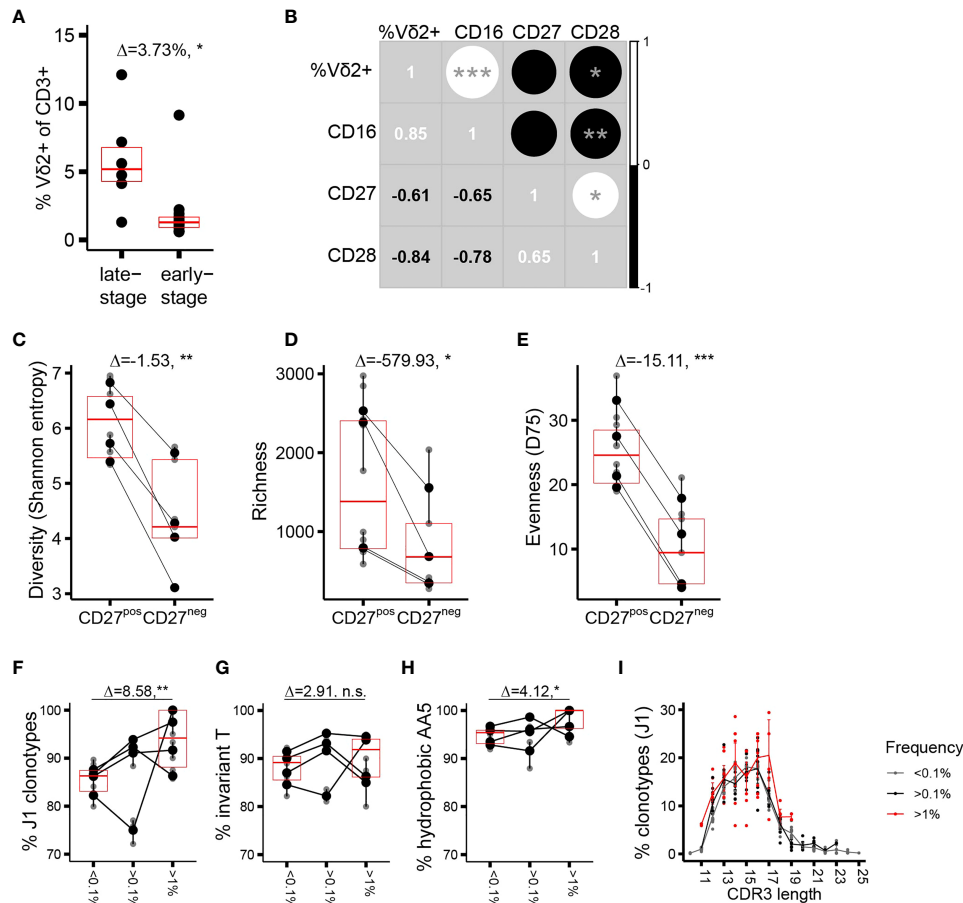 A
Δ=3.73%, *
% Vδ2+ of CD3+
15
10
5
0
late-
stage
early-
stage
B
%Vδ2+ CD16 CD27 CD28
%Vδ2+ 1 *** *
CD16 0.85 1 **
CD27 -0.61 -0.65 1 *
CD28 -0.84 -0.78 0.65 1
1
0
-1
C
Δ=-1.53, **
Diversity (Shannon entropy)
7
6
5
4
3
CD27pos CD27neg
D
Δ=-579.93, *
Richness
3000
2000
1000
CD27pos CD27neg
E
Δ=-15.11, ***
Evenness (D75)
30
20
10
CD27pos CD27neg
F
Δ=8.58,**
% J1 clonotypes
100
90
80
70
<0.1%
>0.1%
>1%
G
Δ=2.91. n.s.
% invariant T
100
90
80
70
<0.1%
>0.1%
>1%
H
Δ=4.12,*
% hydrophobic AA5
100
90
80
70
<0.1%
>0.1%
>1%
I
% clonotypes (J1)
30
20
10
0
11 13 15 17 19 21 23 25
CDR3 length
Frequency
<0.1%
>0.1%
>1%